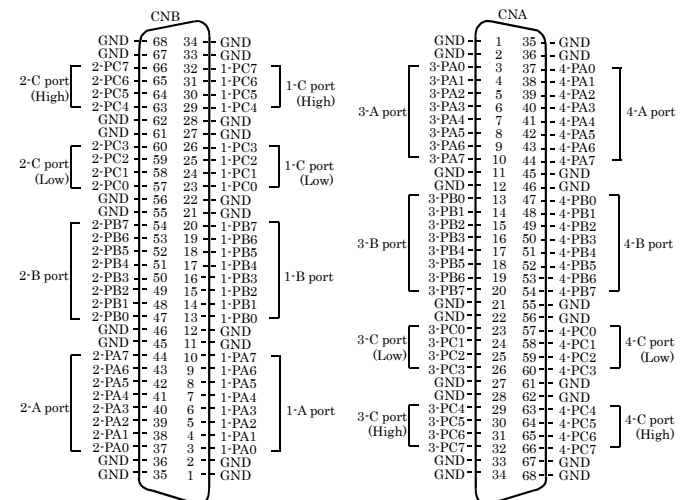 CNB
GND 68 34 GND
GND 67 33 GND
2-PC7 66 32 1-PC7
2-PC6 65 31 1-PC6
2-PC5 64 30 1-PC5
2-PC4 63 29 1-PC4
GND 62 28 GND
GND 61 27 GND
2-PC3 60 26 1-PC3
2-PC2 59 25 1-PC2
2-PC1 58 24 1-PC1
2-PC0 57 23 1-PC0
GND 56 22 GND
GND 55 21 GND
2-PB7 54 20 1-PB7
2-PB6 53 19 1-PB6
2-PB5 52 18 1-PB5
2-PB4 51 17 1-PB4
2-PB3 50 16 1-PB3
2-PB2 49 15 1-PB2
2-PB1 48 14 1-PB1
2-PB0 47 13 1-PB0
GND 46 12 GND
GND 45 11 GND
2-PA7 44 10 1-PA7
2-PA6 43 9 1-PA6
2-PA5 42 8 1-PA5
2-PA4 41 7 1-PA4
2-PA3 40 6 1-PA3
2-PA2 39 5 1-PA2
2-PA1 38 4 1-PA1
2-PA0 37 3 1-PA0
GND 36 2 GND
GND 35 1 GND
2-C port
(High)
2-C port
(Low)
2-B port
2-A port
1-C port
(High)
1-C port
(Low)
1-B port
1-A port
CNA
GND 1 35 GND
GND 2 36 GND
3-PA0 3 37 4-PA0
3-PA1 4 38 4-PA1
3-PA2 5 39 4-PA2
3-PA3 6 40 4-PA3
3-PA4 7 41 4-PA4
3-PA5 8 42 4-PA5
3-PA6 9 43 4-PA6
3-PA7 10 44 4-PA7
GND 11 45 GND
GND 12 46 GND
3-PB0 13 47 4-PB0
3-PB1 14 48 4-PB1
3-PB2 15 49 4-PB2
3-PB3 16 50 4-PB3
3-PB4 17 51 4-PB4
3-PB5 18 52 4-PB5
3-PB6 19 53 4-PB6
3-PB7 20 54 4-PB7
GND 21 55 GND
GND 22 56 GND
3-PC0 23 57 4-PC0
3-PC1 24 58 4-PC1
3-PC2 25 59 4-PC2
3-PC3 26 60 4-PC3
GND 27 61 GND
GND 28 62 GND
3-PC4 29 63 4-PC4
3-PC5 30 64 4-PC5
3-PC6 31 65 4-PC6
3-PC7 32 66 4-PC7
GND 33 67 GND
GND 34 68 GND
3-A port
3-B port
3-C port
(Low)
3-C port
(High)
4-A port
4-B port
4-C port
(Low)
4-C port
(High)